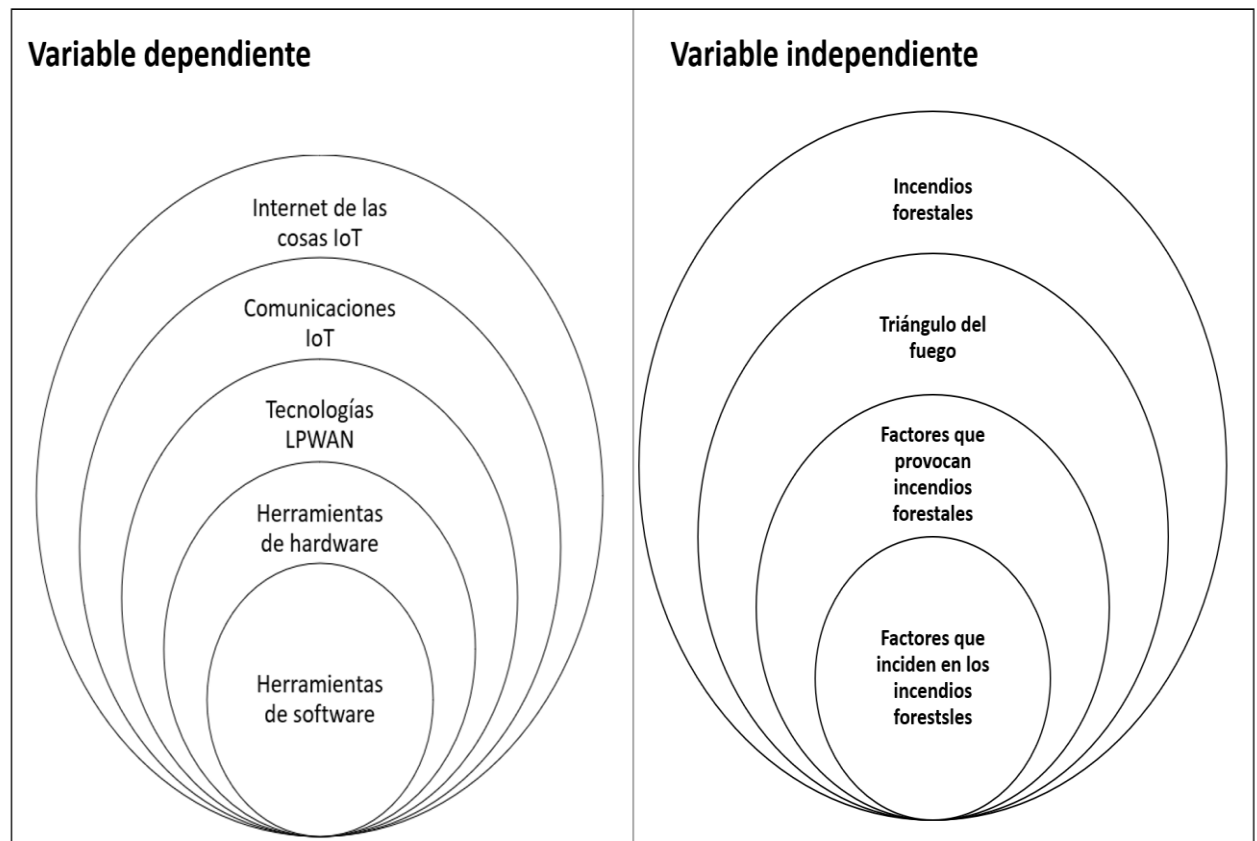 Variable dependiente
Internet de las
cosas IoT
Comunicaciones
IoT
Tecnologías
LPWAN
Herramientas
de hardware
Herramientas
de software
Variable independiente
Incendios
forestales
Triángulo del
fuego
Factores que
provocan
incendios
forestales
Factores que
inciden en los
incendios
forestsles